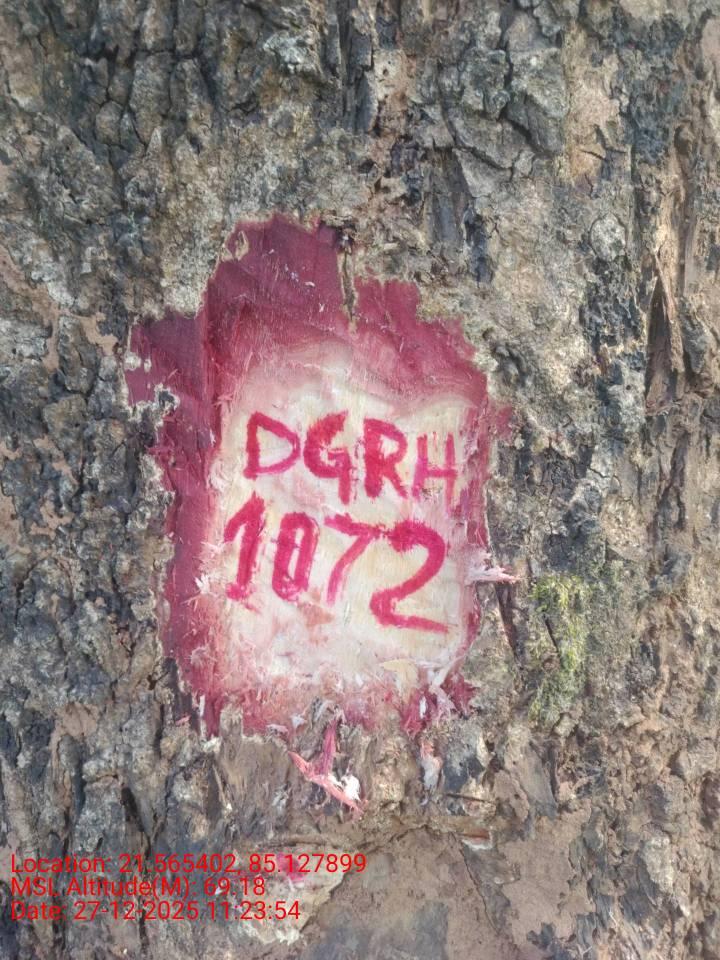 DGRH
1072
Location: 21.565402, 85.127899
MSL Altitude(M): 69.18
Date: 27-12-2025 11:23:54